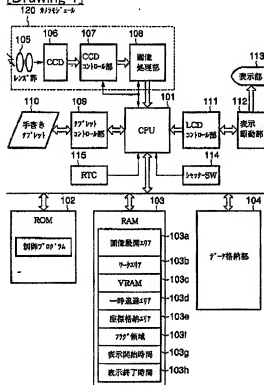 [Drawing 1]
120 カメラモジュール
105
106
107
108
レンズ部
CCD
CCD
コントロール部
画像
処理部
113
表示部
110
109
101
111
112
手書き
タブレット
タブレット
コントロール部
CPU
LCD
コントロール部
表示
駆動部
115
114
RTC
シャッターSW
102
103
104
ROM
制御プログラム
RAM
データ格納部
画像展開エリア
103a
ワークエリア
103b
VRAM
103c
一時退避エリア
103d
座標格納エリア
103e
フラグ領域
103f
表示開始時間
103g
表示終了時間
103h